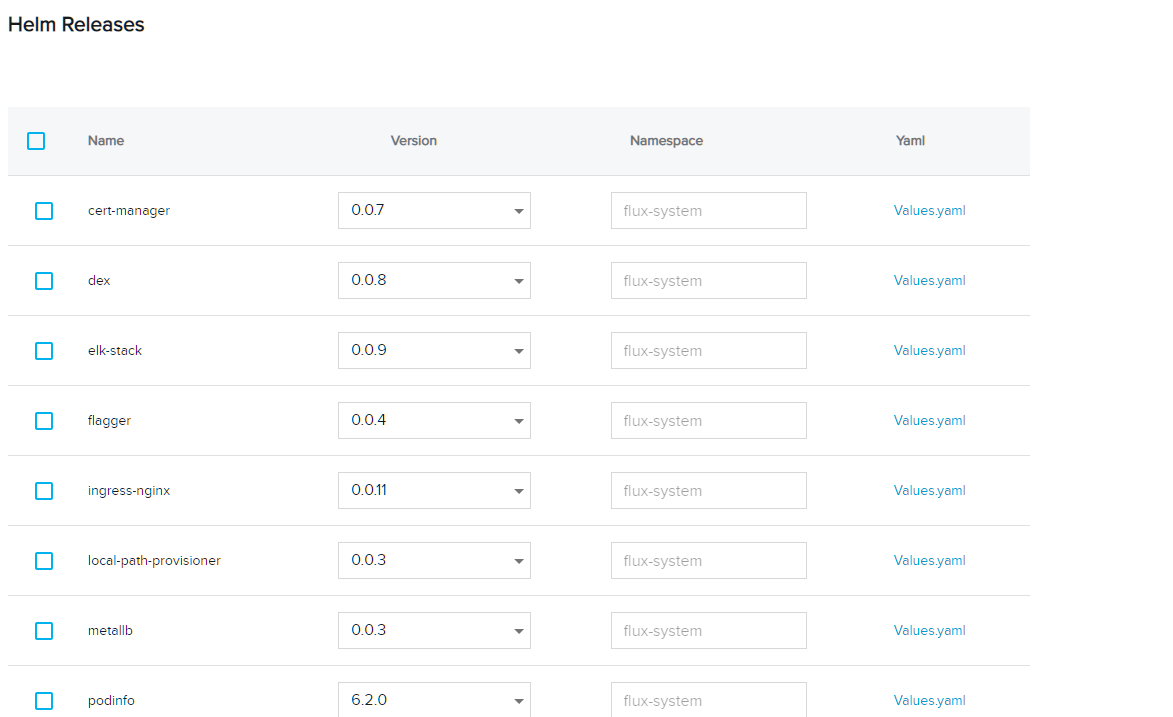 Helm Releases
Name Version Namespace Yaml
cert-manager 0.0.7 flux-system Values.yaml
dex 0.0.8 flux-system Values.yaml
elk-stack 0.0.9 flux-system Values.yaml
flagger 0.0.4 flux-system Values.yaml
ingress-nginx 0.0.11 flux-system Values.yaml
local-path-provisioner 0.0.3 flux-system Values.yaml
metallb 0.0.3 flux-system Values.yaml
podinfo 6.2.0 flux-system Values.yaml